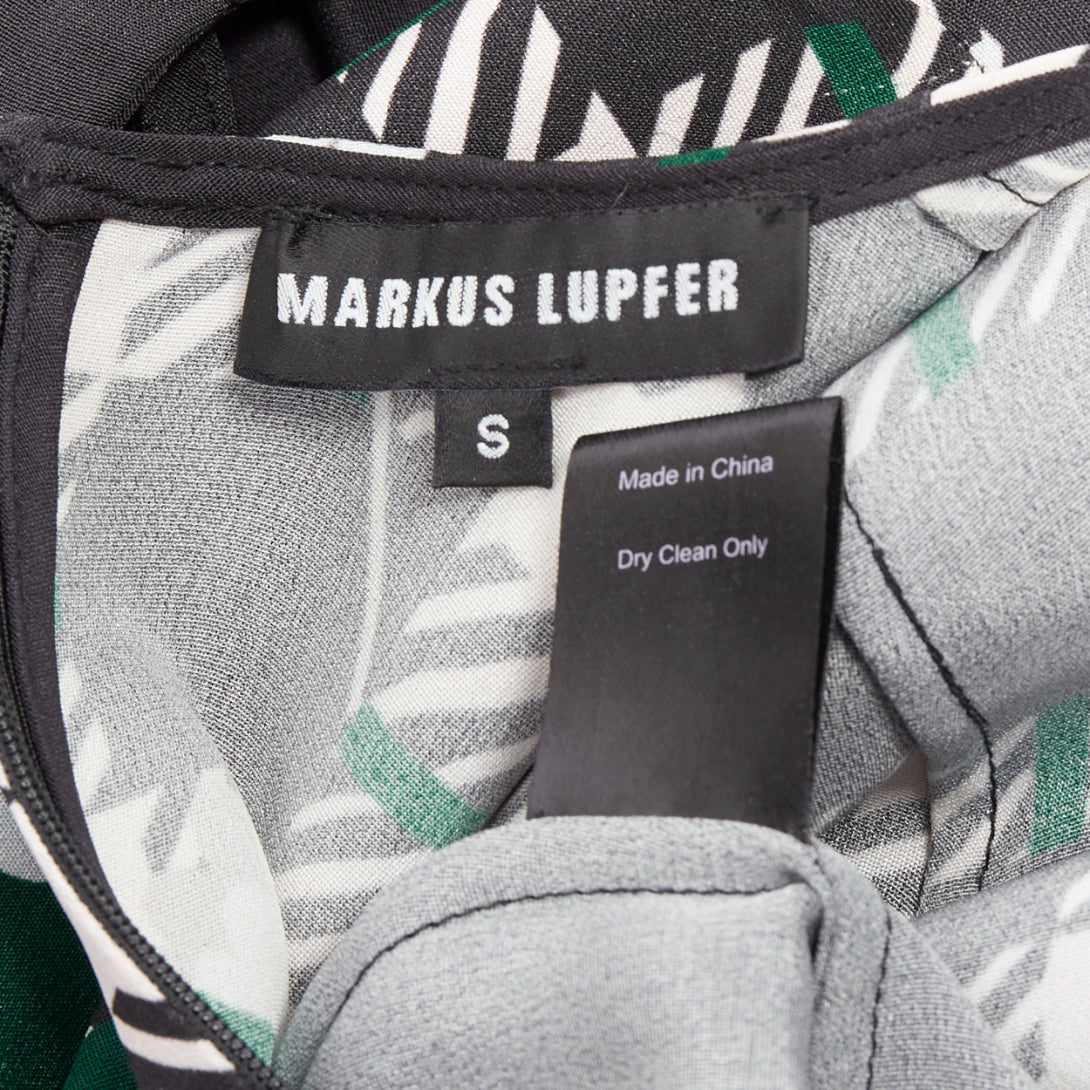 MARKUS LUPFER
S
Made in China
Dry Clean Only